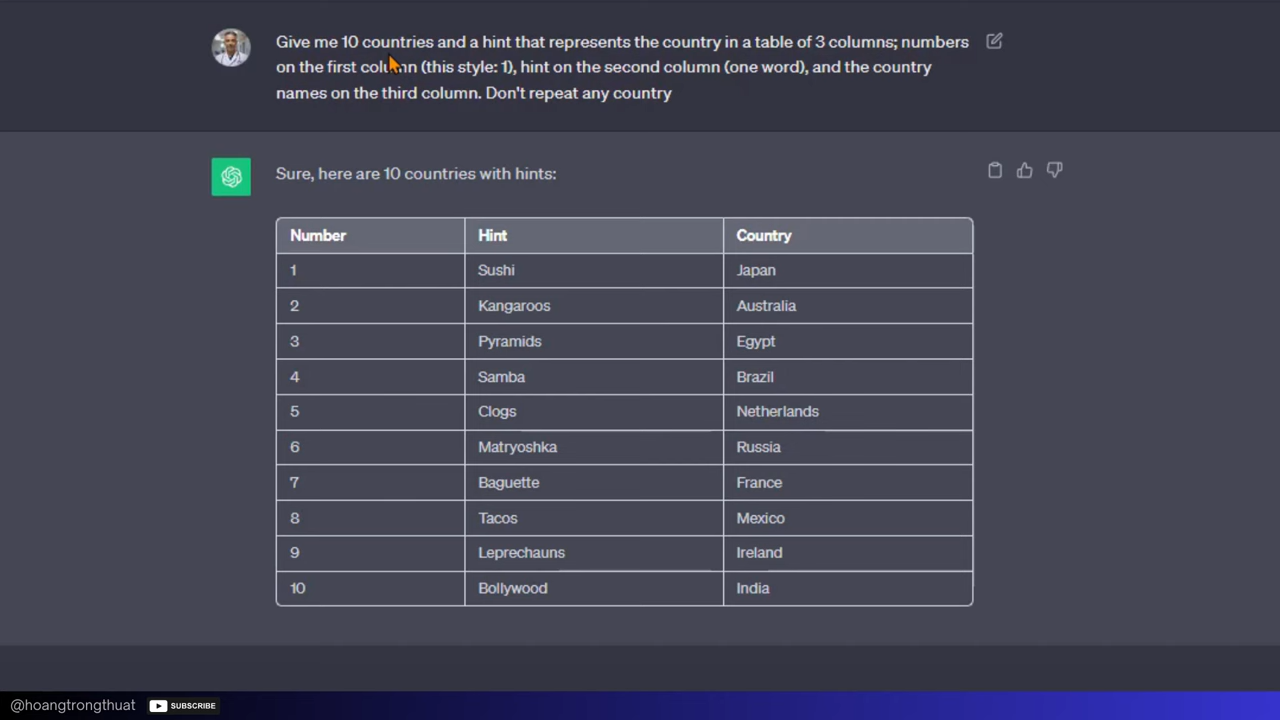 Give me 10 countries and a hint that represents the country in a table of 3 columns; numbers
on the first column (this style: 1), hint on the second column (one word), and the country
names on the third column. Don't repeat any country
Sure, here are 10 countries with hints:
Number Hint Country
1 Sushi Japan
2 Kangaroos Australia
3 Pyramids Egypt
4 Samba Brazil
5 Clogs Netherlands
6 Matryoshka Russia
7 Baguette France
8 Tacos Mexico
9 Leprechauns Ireland
10 Bollywood India
@hoangtrongthuat SUBSCRIBE